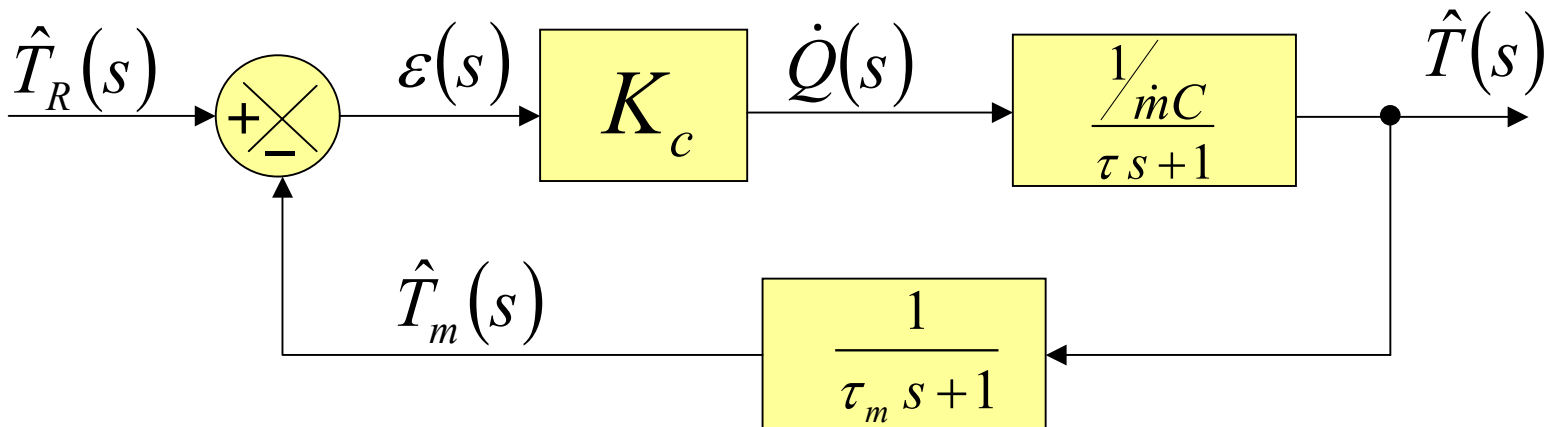 T̂_R(s)
+
−
ε(s)
K_c
Q̇(s)
1/ṁC
τ s + 1
T̂(s)
T̂_m(s)
1
τ_m s + 1